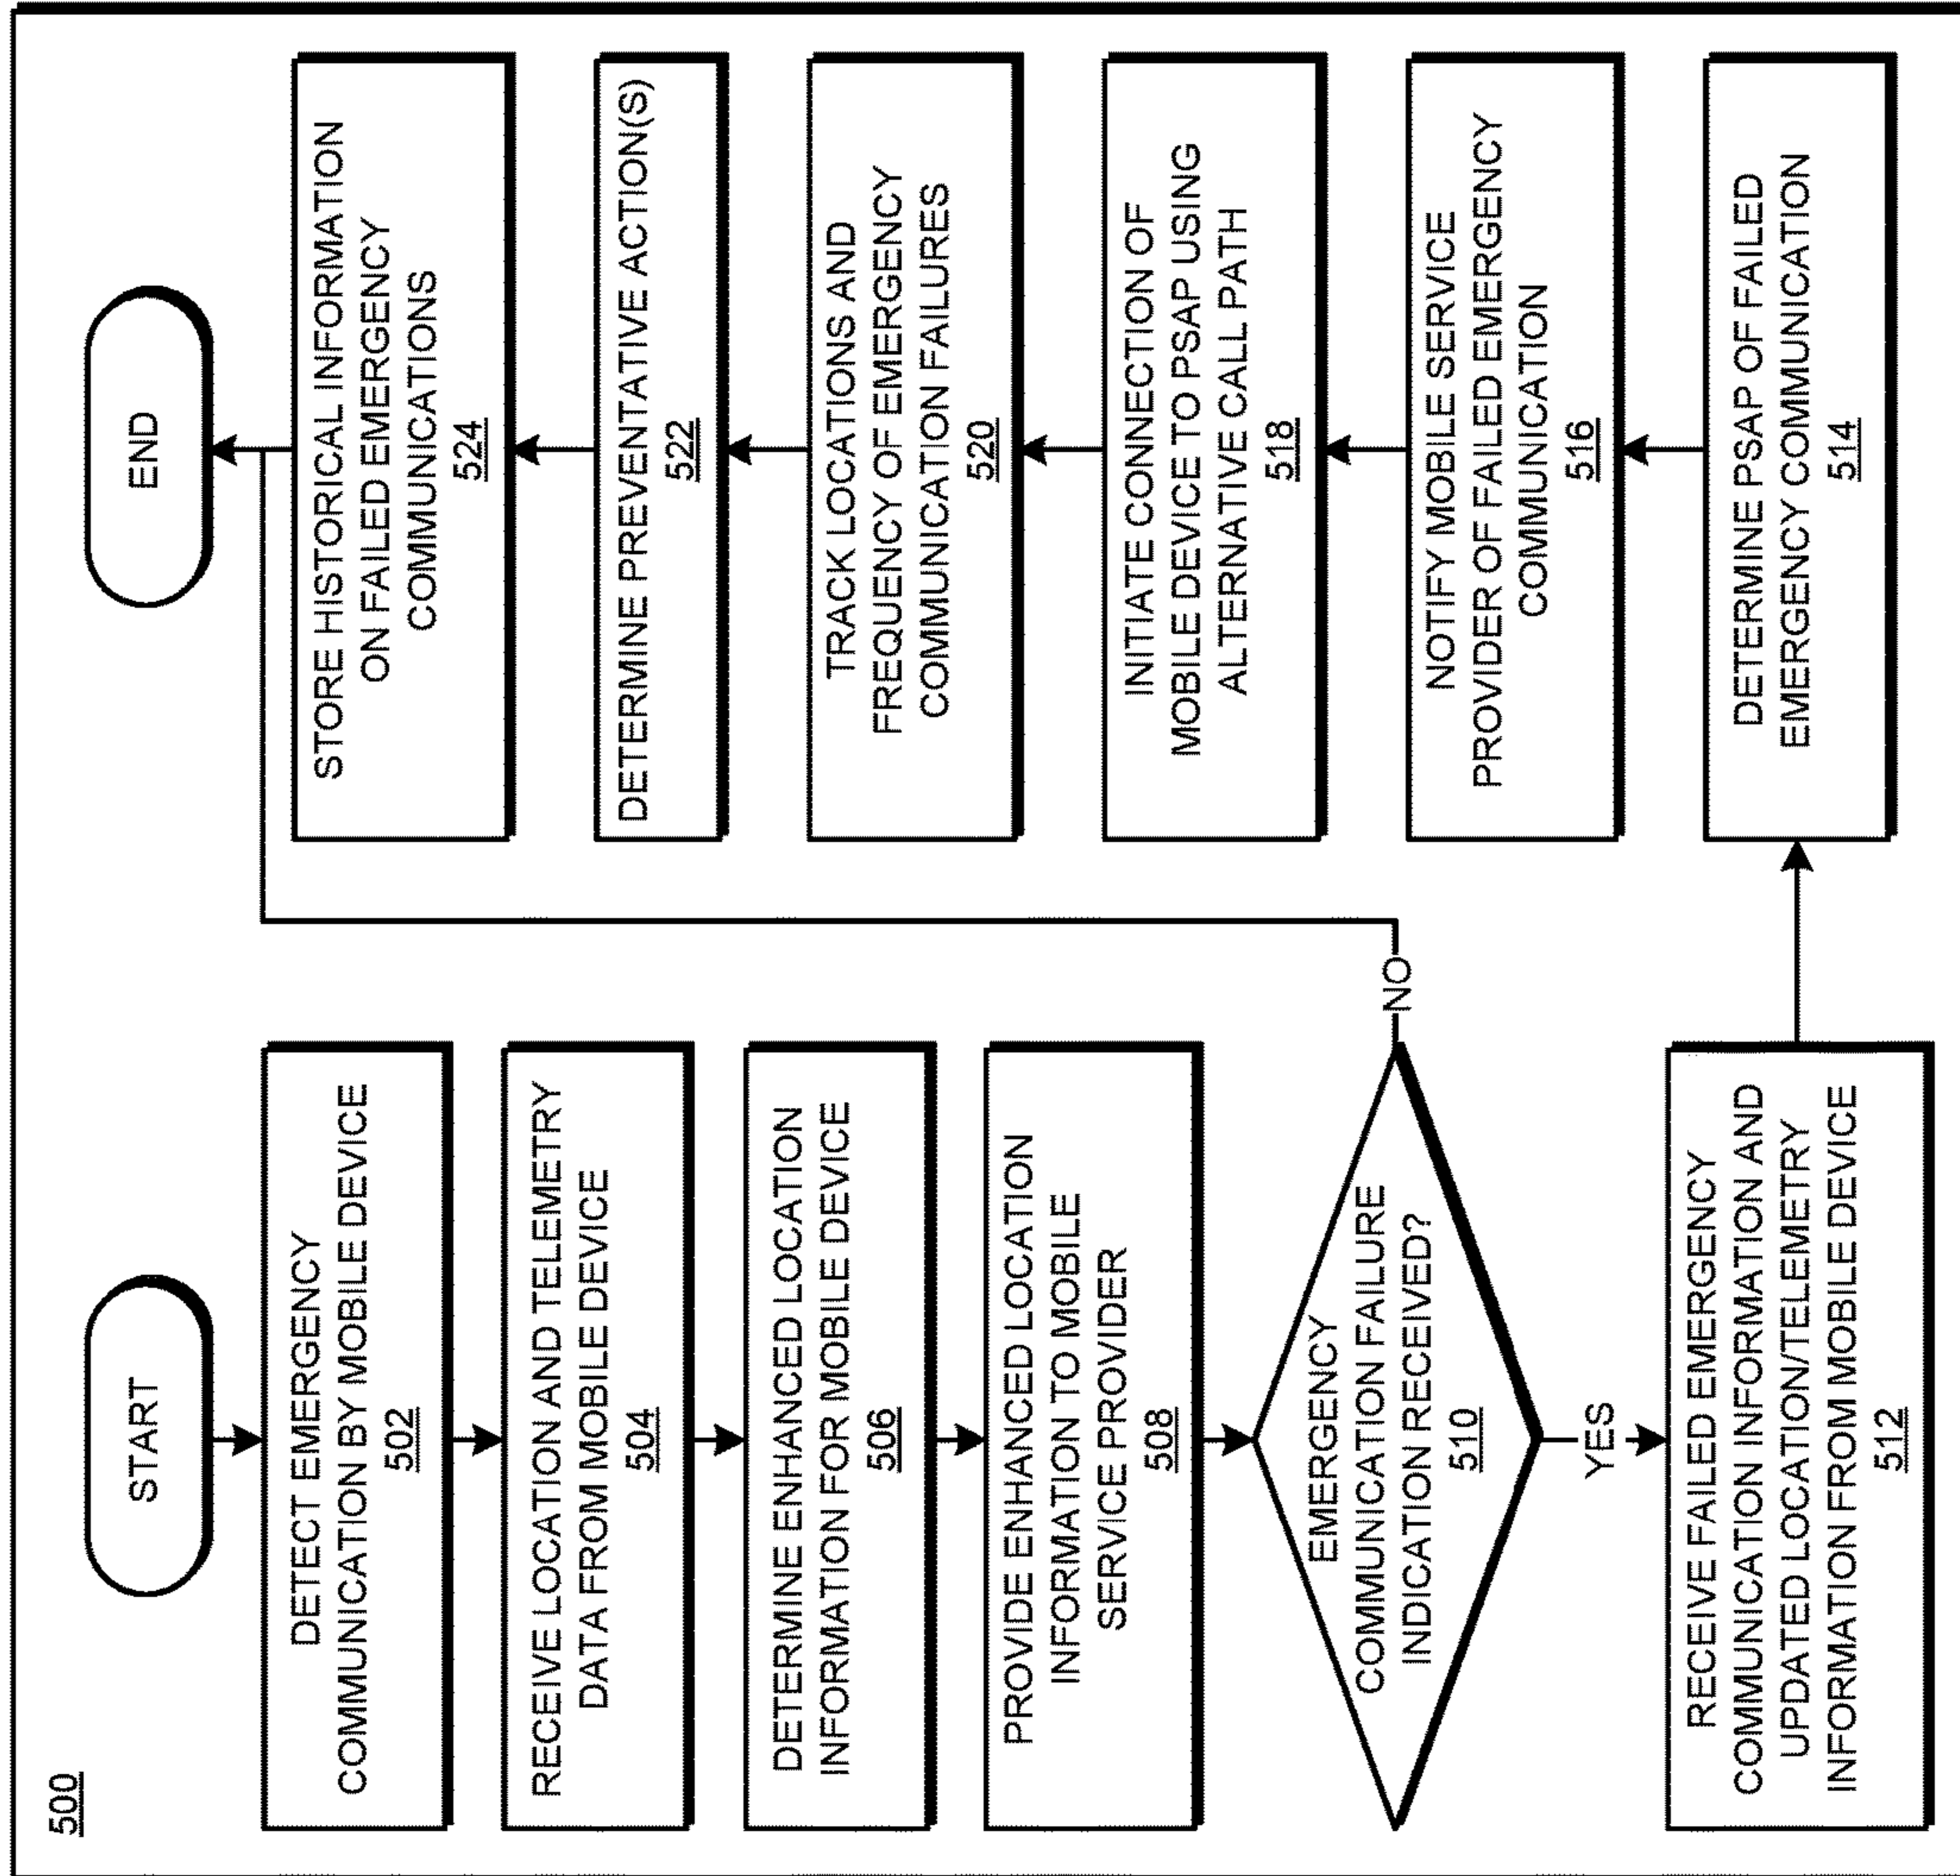 500
START
DETECT EMERGENCY
COMMUNICATION BY MOBILE DEVICE
502
RECEIVE LOCATION AND TELEMETRY
DATA FROM MOBILE DEVICE
504
DETERMINE ENHANCED LOCATION
INFORMATION FOR MOBILE DEVICE
506
PROVIDE ENHANCED LOCATION
INFORMATION TO MOBILE
SERVICE PROVIDER
508
EMERGENCY
COMMUNICATION FAILURE
INDICATION RECEIVED?
510
NO
YES
RECEIVE FAILED EMERGENCY
COMMUNICATION INFORMATION AND
UPDATED LOCATION/TELEMETRY
INFORMATION FROM MOBILE DEVICE
512
DETERMINE PSAP OF FAILED
EMERGENCY COMMUNICATION
514
NOTIFY MOBILE SERVICE
PROVIDER OF FAILED EMERGENCY
COMMUNICATION
516
INITIATE CONNECTION OF
MOBILE DEVICE TO PSAP USING
ALTERNATIVE CALL PATH
518
TRACK LOCATIONS AND
FREQUENCY OF EMERGENCY
COMMUNICATION FAILURES
520
DETERMINE PREVENTATIVE ACTION(S)
522
STORE HISTORICAL INFORMATION
ON FAILED EMERGENCY
COMMUNICATIONS
524
END